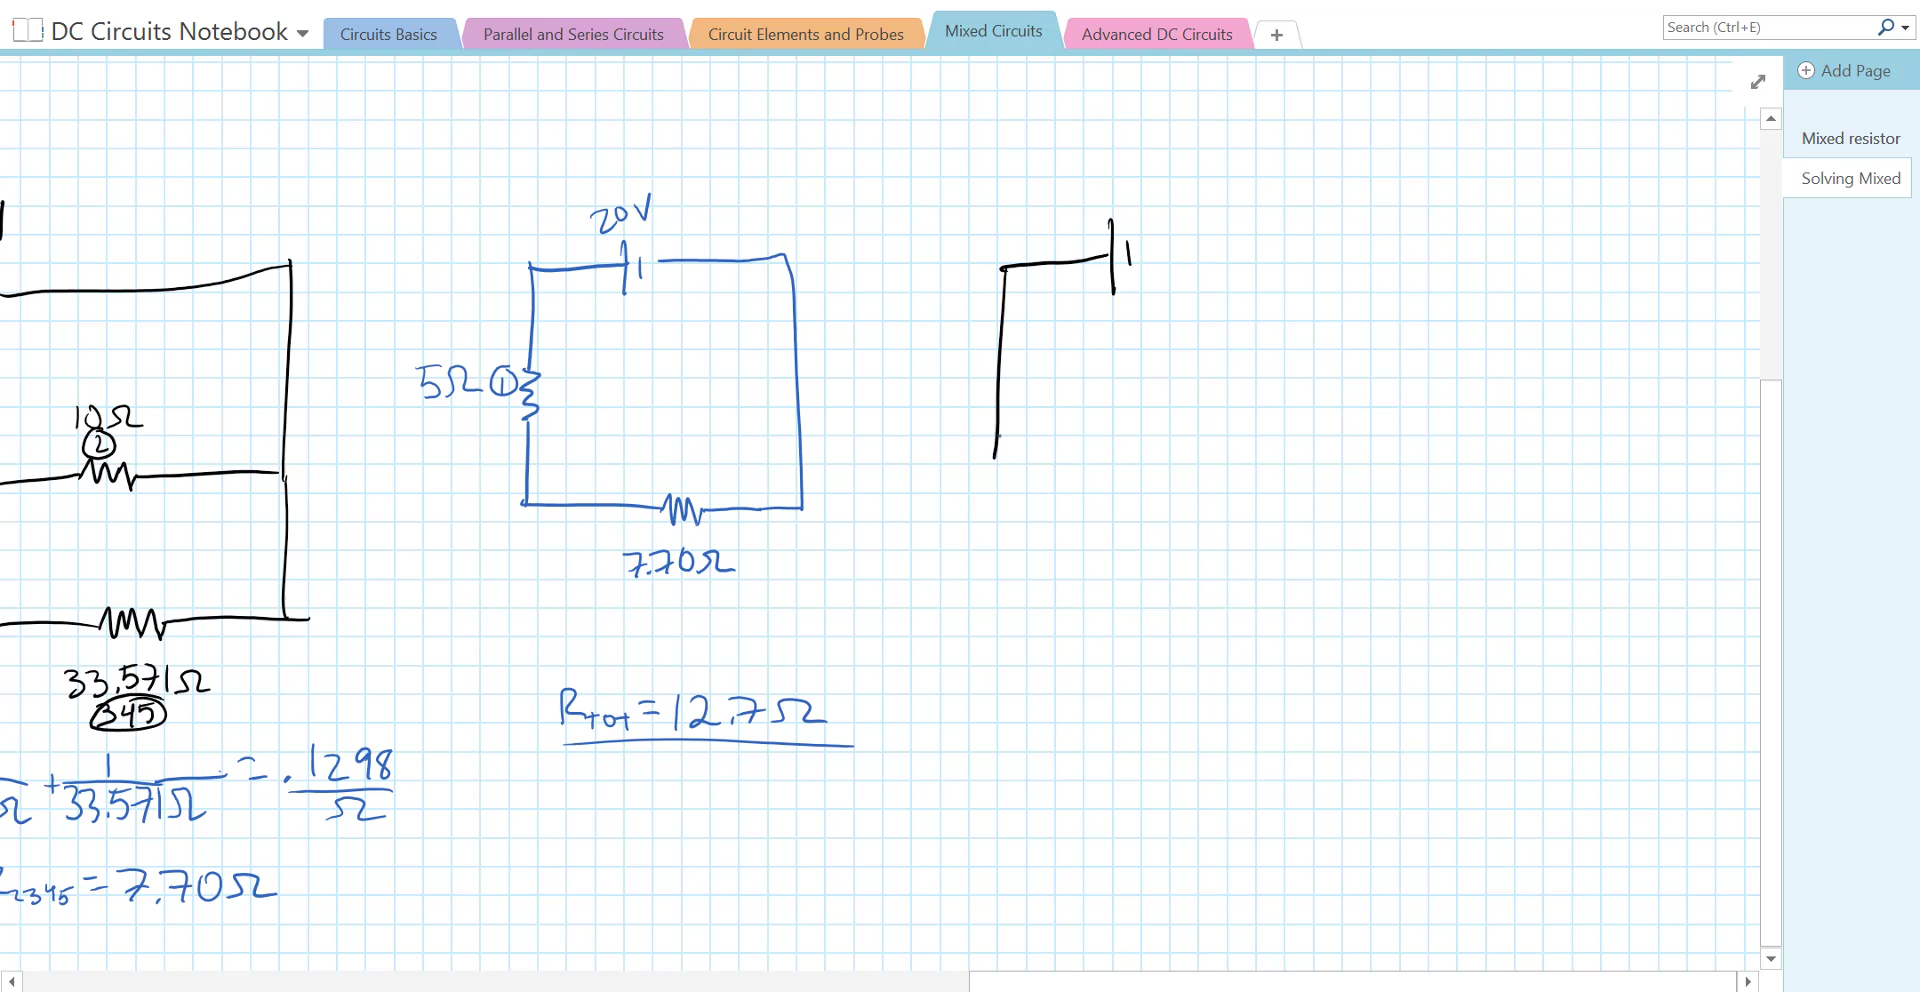 DC Circuits Notebook
Circuits Basics
Parallel and Series Circuits
Circuit Elements and Probes
Mixed Circuits
Advanced DC Circuits
Search (Ctrl+E)
Add Page
Mixed resistor
Solving Mixed
10Ω
②
33.571Ω
345
Ω + 1/33.571Ω = .1298/Ω
2345 = 7.70Ω
20V
5Ω ①
7.70Ω
Rtot = 12.7Ω